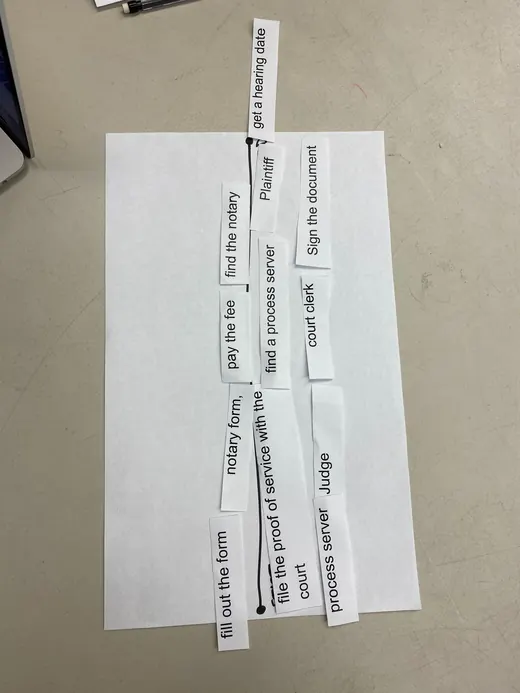 fill out the form
notary form,
pay the fee
find the notary
file the proof of service with the
court
find a process server
Plaintiff
get a hearing date
process server
Judge
court clerk
Sign the document